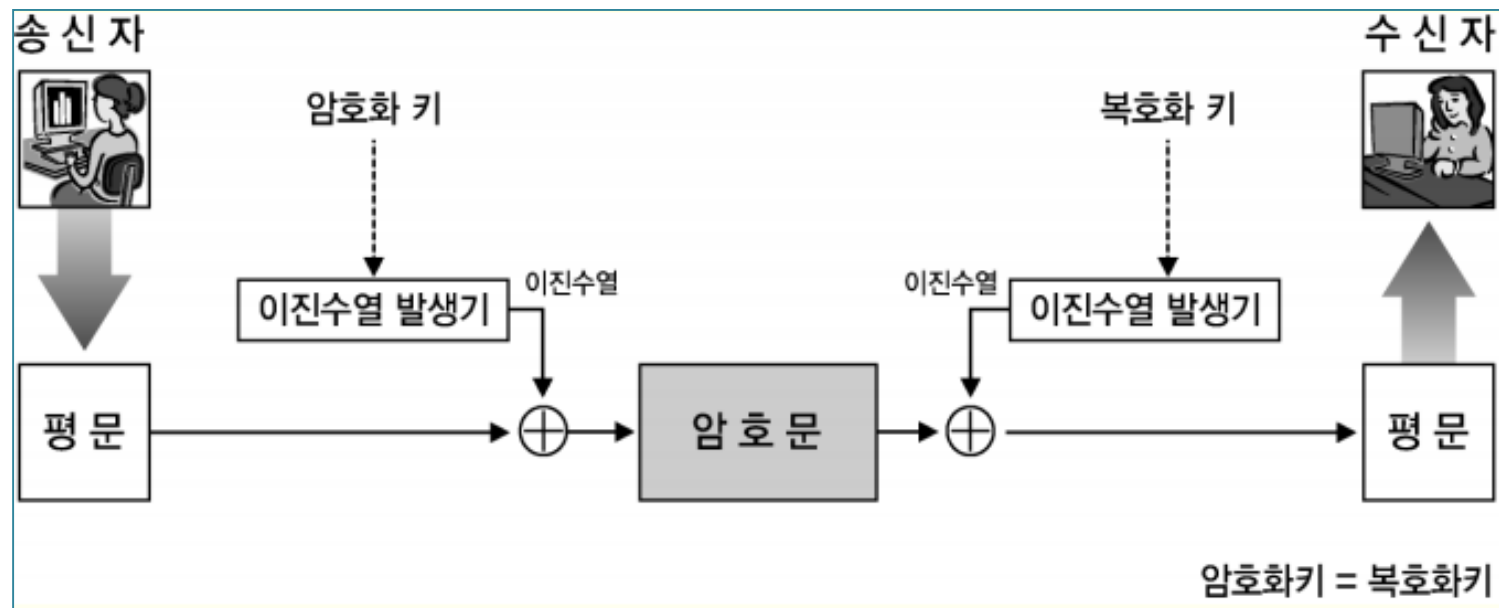 송 신 자
수 신 자
암호화 키
복호화 키
이진수열 발생기
이진수열
이진수열
이진수열 발생기
평 문
암 호 문
평 문
암호화키 = 복호화키